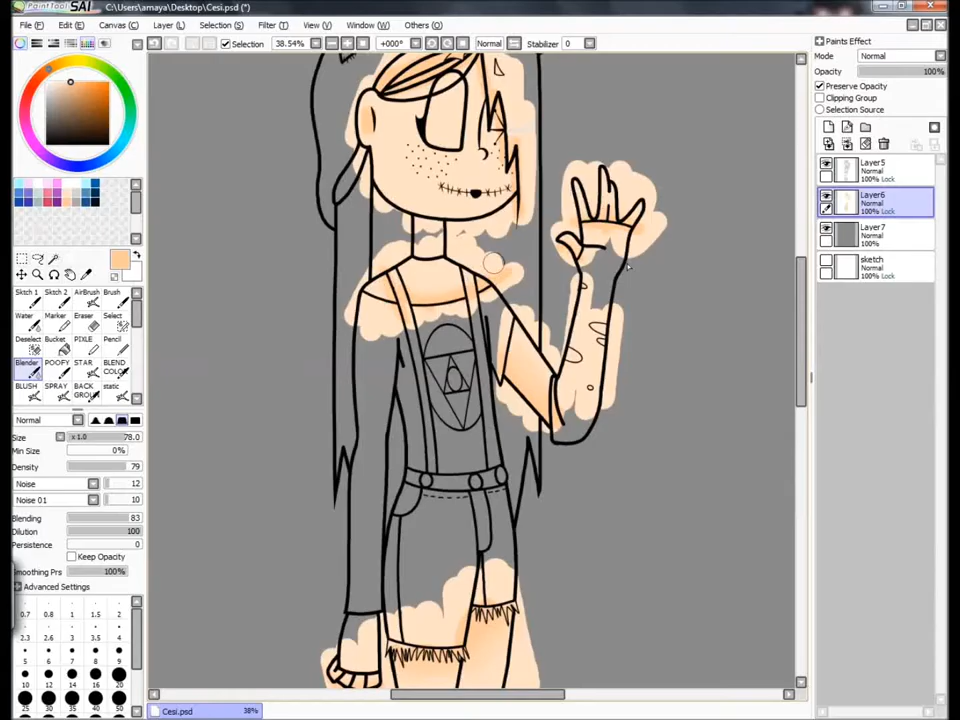 PaintTool SAI C:\Users\amaya\Desktop\Cesi.psd (*)
File (F) Edit (E) Canvas (C) Layer (L) Selection (S) Filter (T) View (V) Window (W) Others (O)
Selection 38.54% +000° Normal Stabilizer 0
Paints Effect
Mode Normal
Opacity 100%
Preserve Opacity
Clipping Group
Selection Source
Layer5
Normal
100% Lock
Layer6
Normal
100% Lock
Layer7
Normal
100%
sketch
100% Lock
Sktch 1 Sktch 2 AirBrush Brush
Water Marker Eraser Select
Deselect Bucket PIXLE Pencil
Blender POOFY STAR BLEND COLOR
BLUSH SPRAY BACK GROU static
Normal
Size x 1.0 78.0
Min Size 0%
Density 79
Noise 12
Noise 01 10
Blending 83
Dilution 100
Persistence 0
Keep Opacity
Smoothing Prs 100%
Advanced Settings
0.7 0.8 1 1.5 2
2.3 2.6 3 3.5 4
5 6 7 8 9
10 12 14 16 20
25 30 35 40 50
Cesi.psd 38%